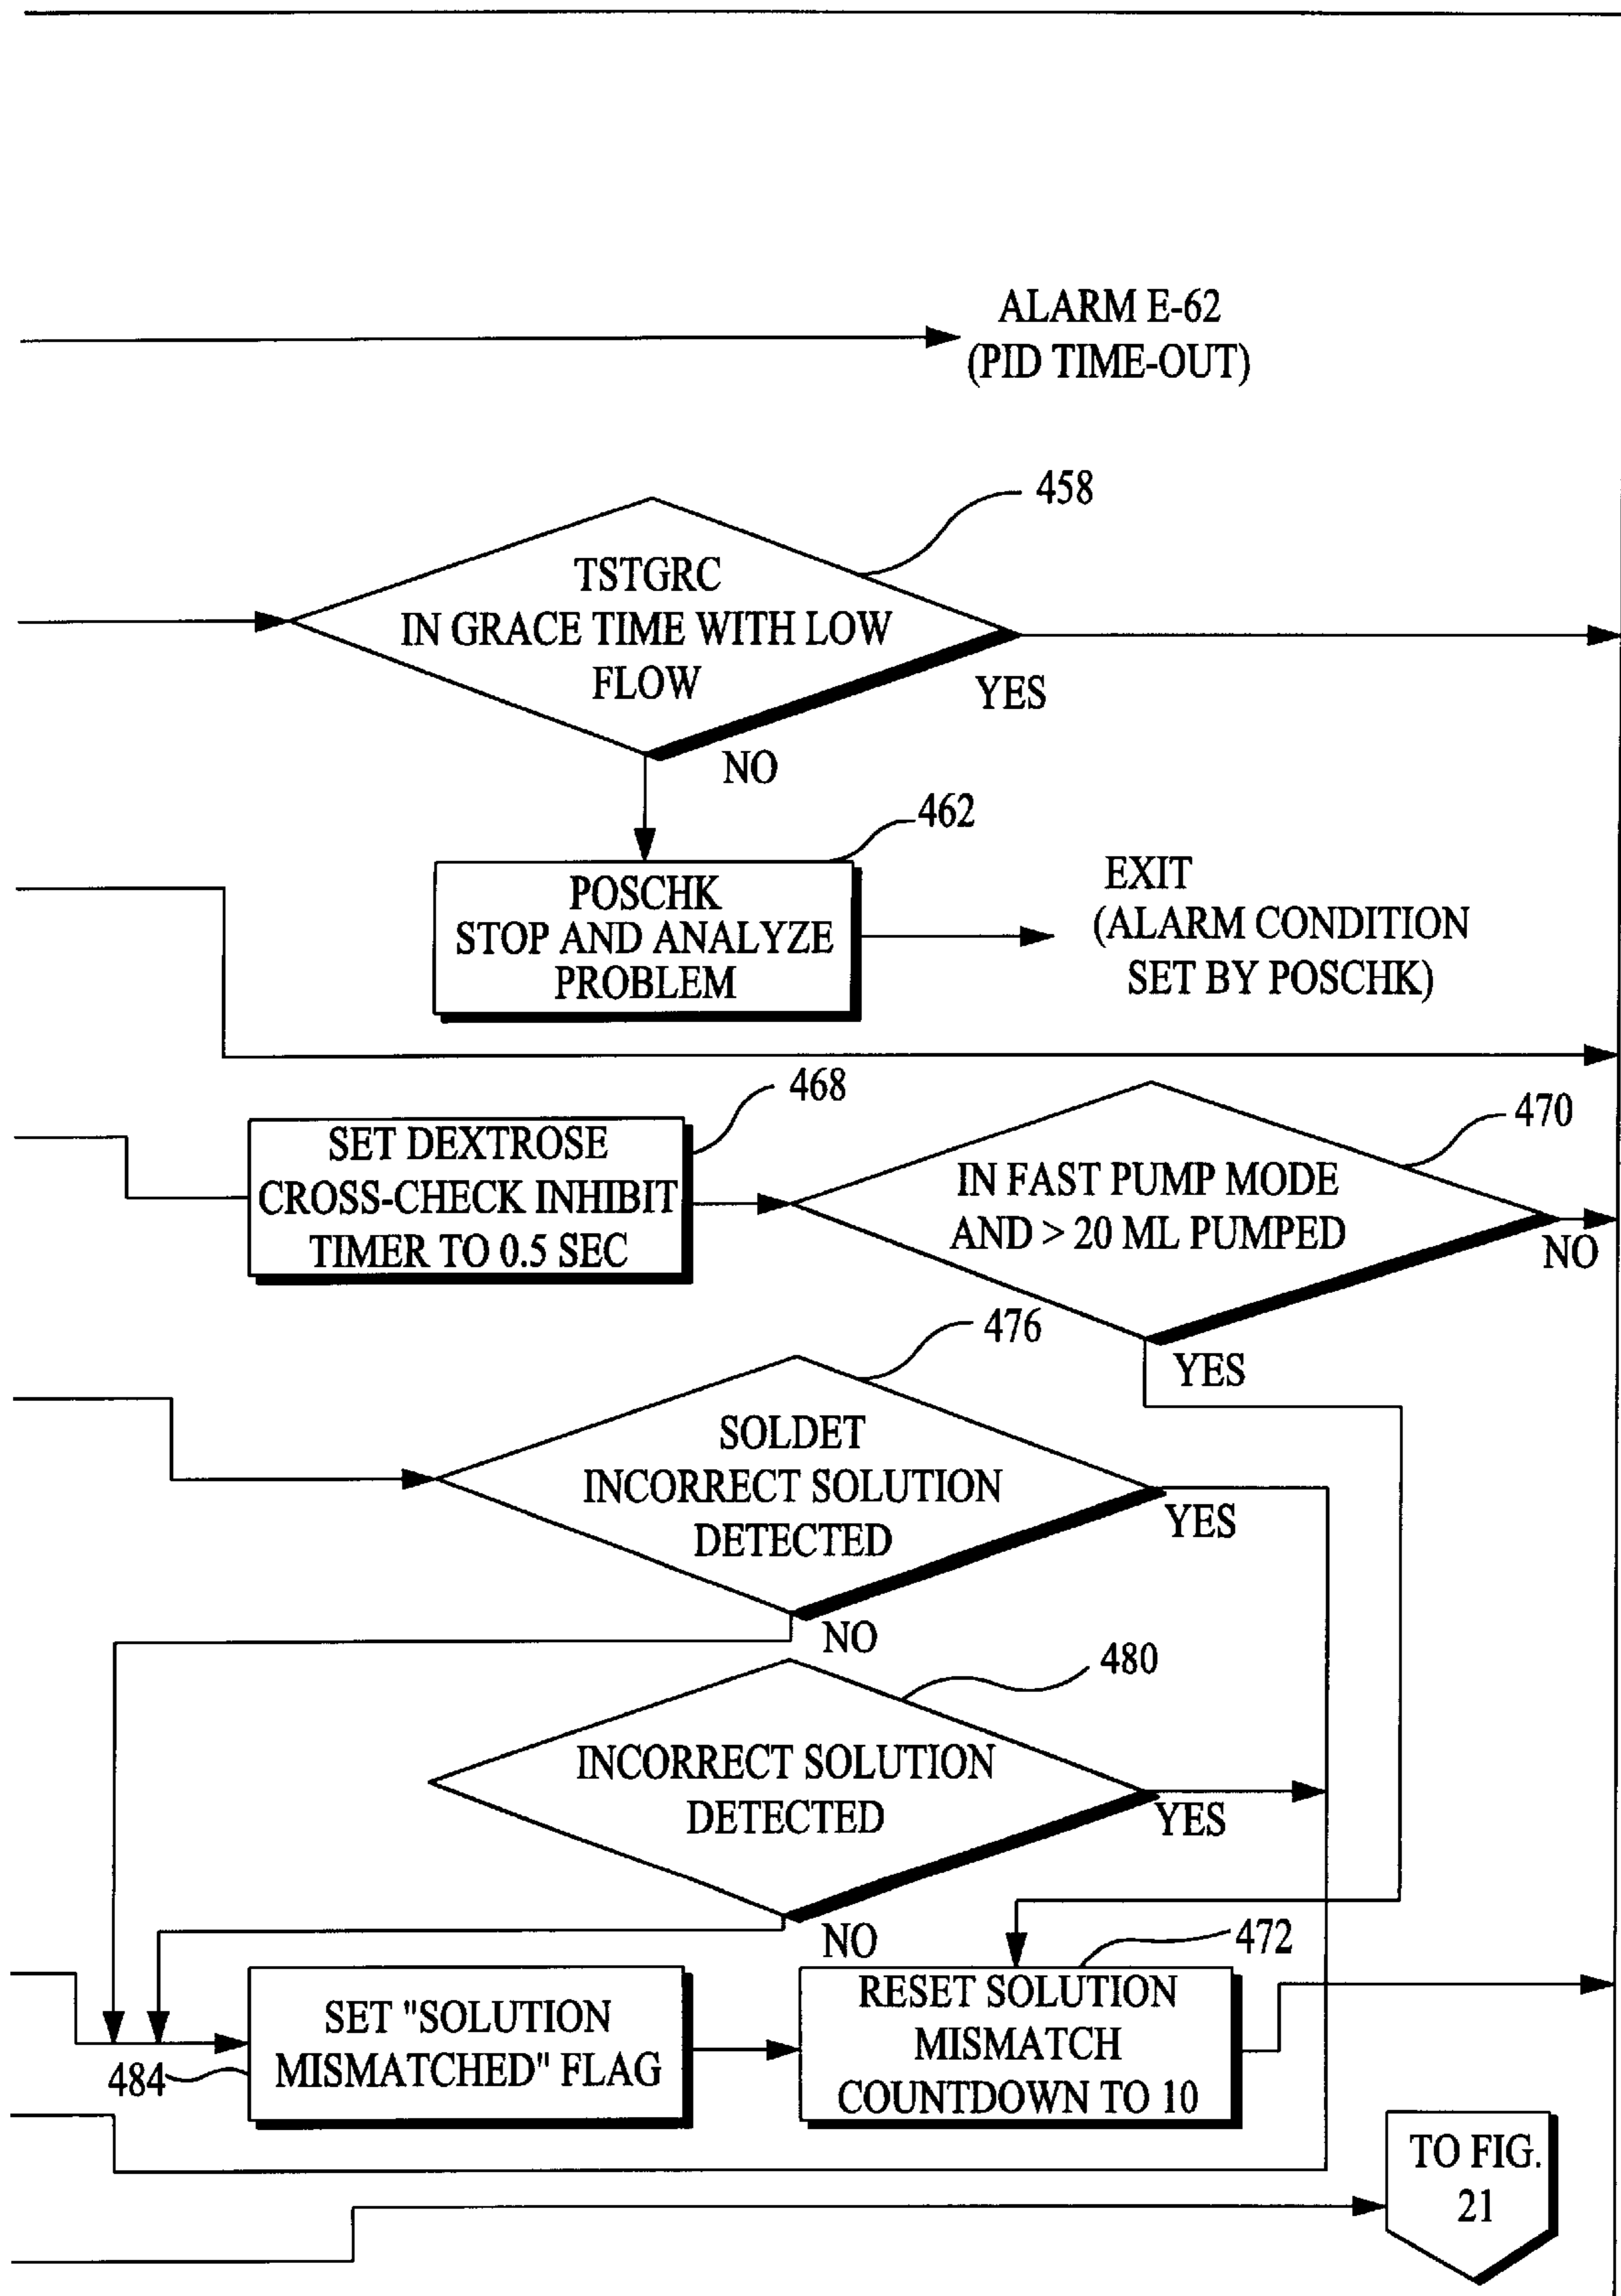 ALARM E-62
(PID TIME-OUT)
458
TSTGRC
IN GRACE TIME WITH LOW
FLOW
YES
NO
462
POSCHK
STOP AND ANALYZE
PROBLEM
EXIT
(ALARM CONDITION
SET BY POSCHK)
468
SET DEXTROSE
CROSS-CHECK INHIBIT
TIMER TO 0.5 SEC
470
IN FAST PUMP MODE
AND > 20 ML PUMPED
NO
YES
476
SOLDET
INCORRECT SOLUTION
DETECTED
YES
NO
480
INCORRECT SOLUTION
DETECTED
YES
NO
472
SET "SOLUTION
MISMATCHED" FLAG
484
RESET SOLUTION
MISMATCH
COUNTDOWN TO 10
TO FIG.
21